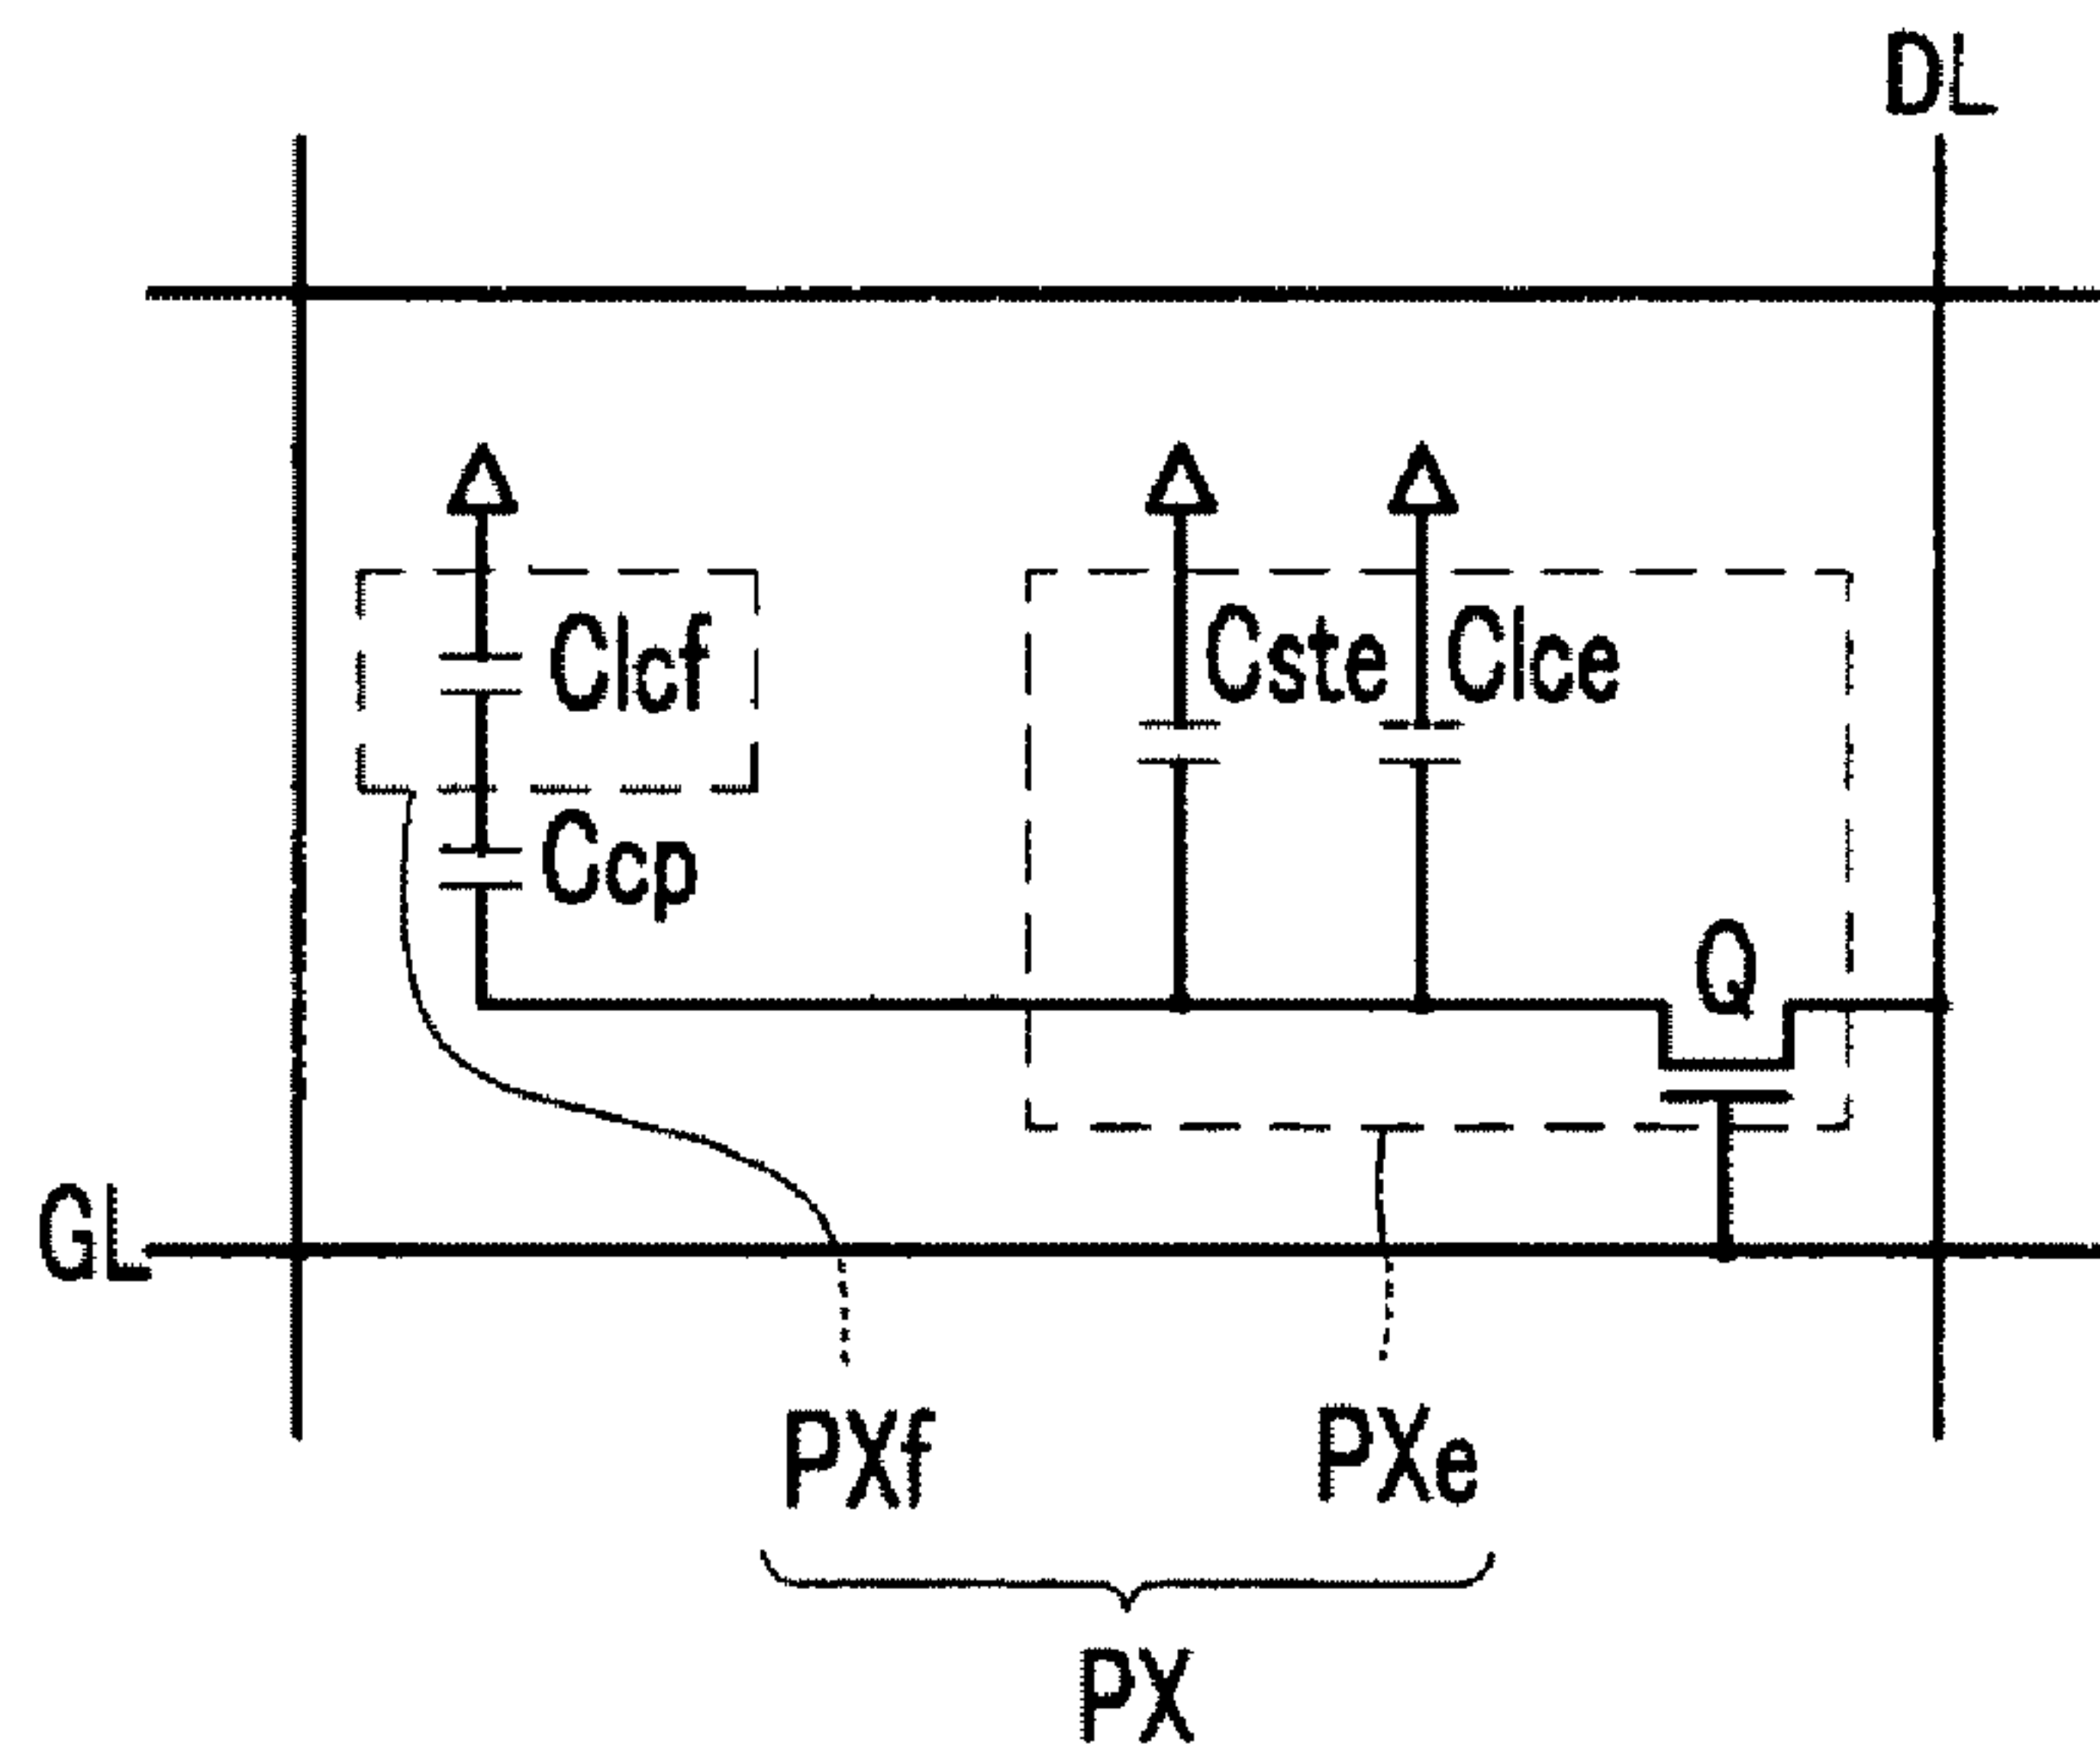 DL
Clcf
Cste
Clce
Ccp
Q
GL
PXf
PXe
PX